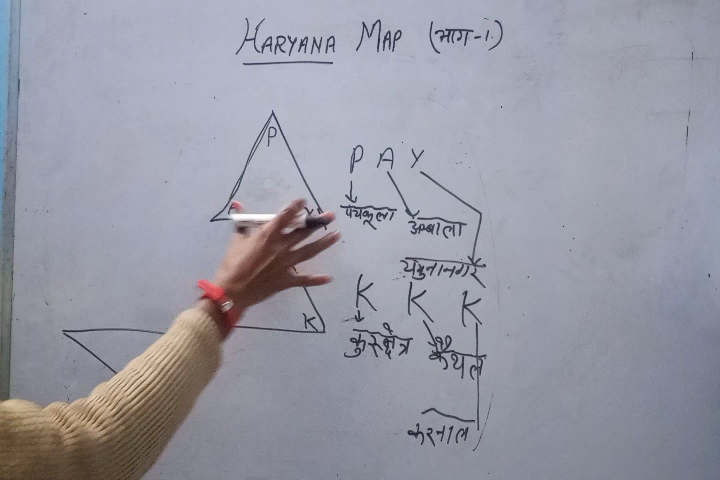 HARYANA MAP (भाग-1)
P
P A Y
A
पंचकूला
अम्बाला
यमुनानगर
K K K
K
कुरुक्षेत्र
कैथल
करनाल